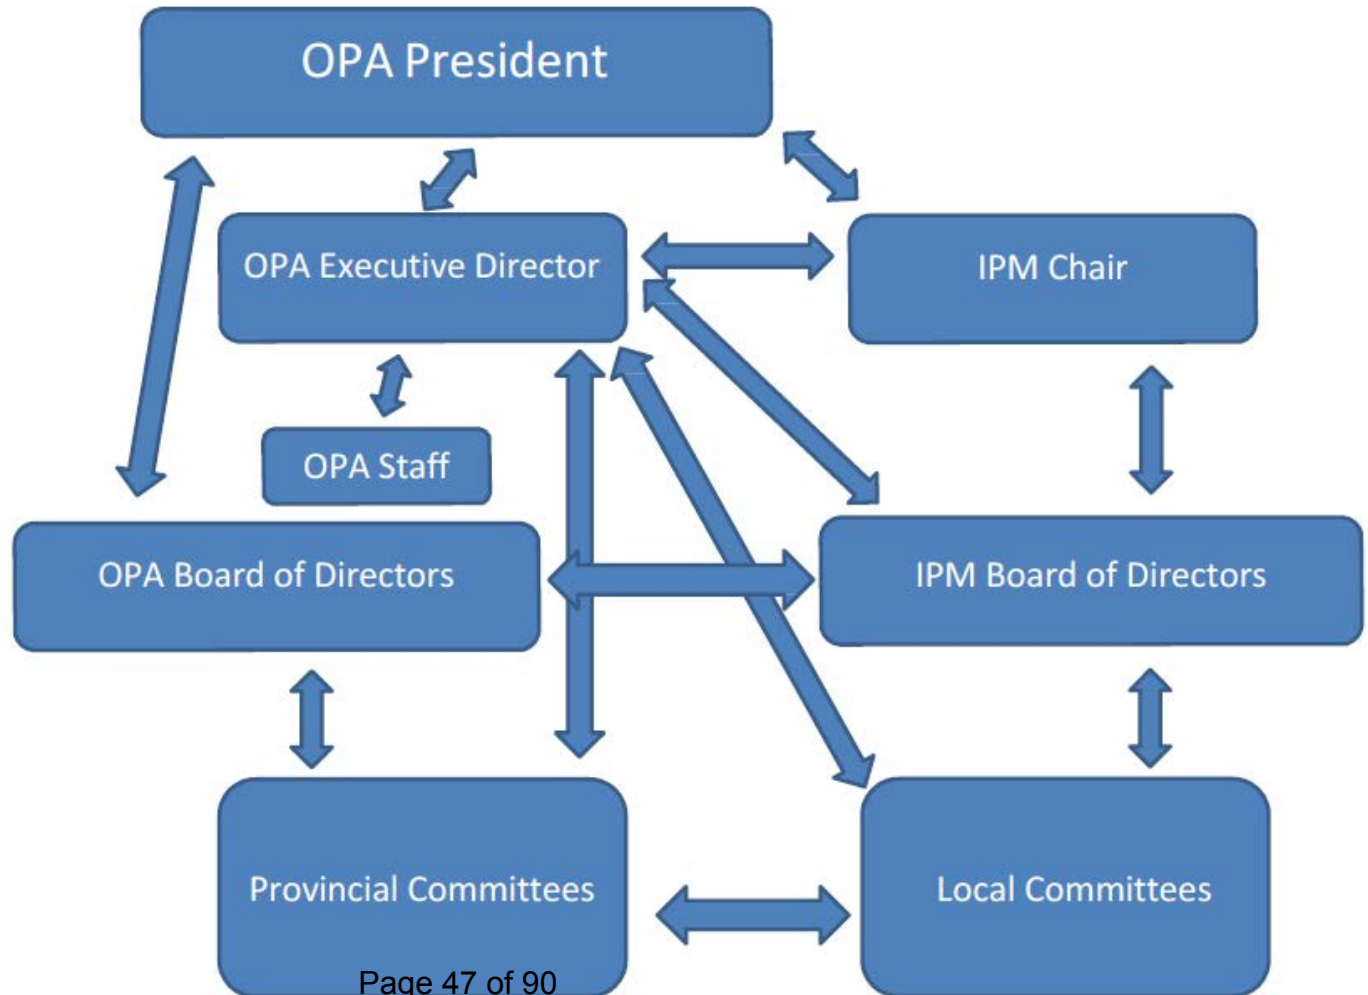 OPA President
OPA Executive Director
IPM Chair
OPA Staff
OPA Board of Directors
IPM Board of Directors
Provincial Committees
Local Committees
Page 47 of 90